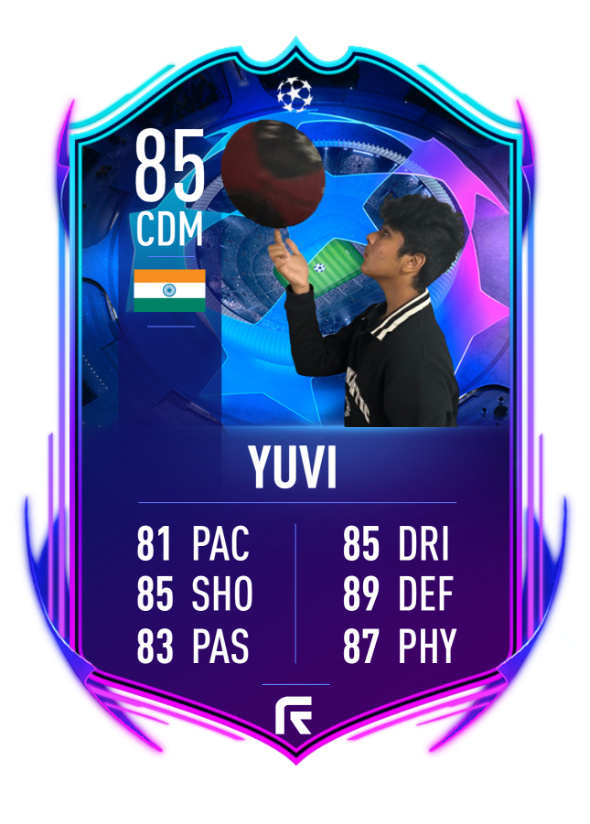 85
CDM
YUVI
81 PAC
85 DRI
85 SHO
89 DEF
83 PAS
87 PHY